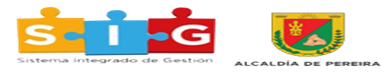 S-I-G
Sistema Integrado de Gestión
ALCALDÍA DE PEREIRA